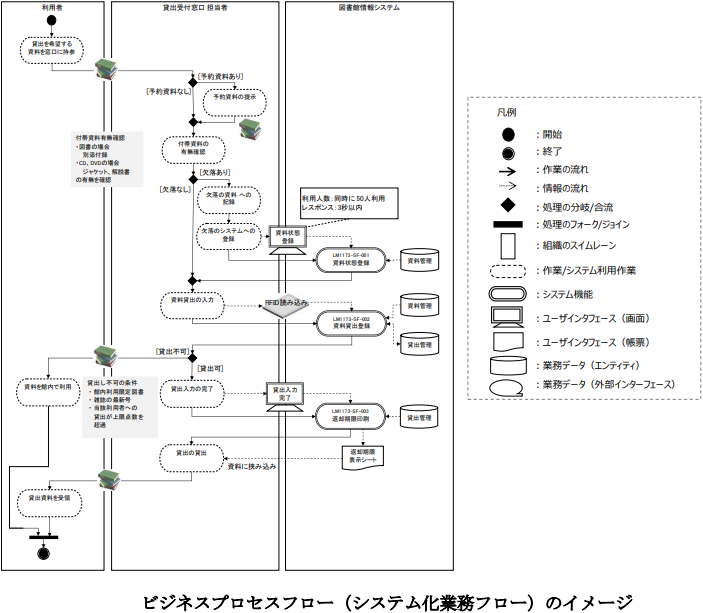 利用者
貸出受付窓口 担当者
図書館情報システム
貸出を希望する
資料を窓口に持参
[予約資料あり]
[予約資料なし]
予約資料の提示
付帯資料有無確認
・図書の場合
別添付録
・CD、DVDの場合
ジャケット、解説書
の有無を確認
付帯資料の
有無確認
[欠落あり]
[欠落なし]
欠落の資料 への
記録
利用人数：同時に50人利用
レスポンス：3秒以内
欠落のシステムへの
登録
資料状態
登録
LM1173-SF-001
資料状態登録
資料管理
資料貸出の入力
RFID読み込み
LM1173-SF-002
資料貸出登録
資料管理
貸出管理
[貸出不可]
[貸出可]
資料を館内で利用
貸出し不可の条件
・館内利用限定図書
・雑誌の最新号
・当該利用者への
貸出が上限点数を
超過
貸出入力の完了
貸出入力
完了
LM1173-SF-003
返却期限印刷
貸出管理
貸出の貸出
資料に挟み込み
返却期限
表示シート
貸出資料を受領
凡例
：開始
：終了
：作業の流れ
：情報の流れ
：処理の分岐/合流
：処理のフォーク/ジョイン
：組織のスイムレーン
：作業/システム利用作業
：システム機能
：ユーザインタフェース（画面）
：ユーザインタフェース（帳票）
：業務データ（エンティティ）
：業務データ（外部インターフェース）
ビジネスプロセスフロー（システム化業務フロー）のイメージ